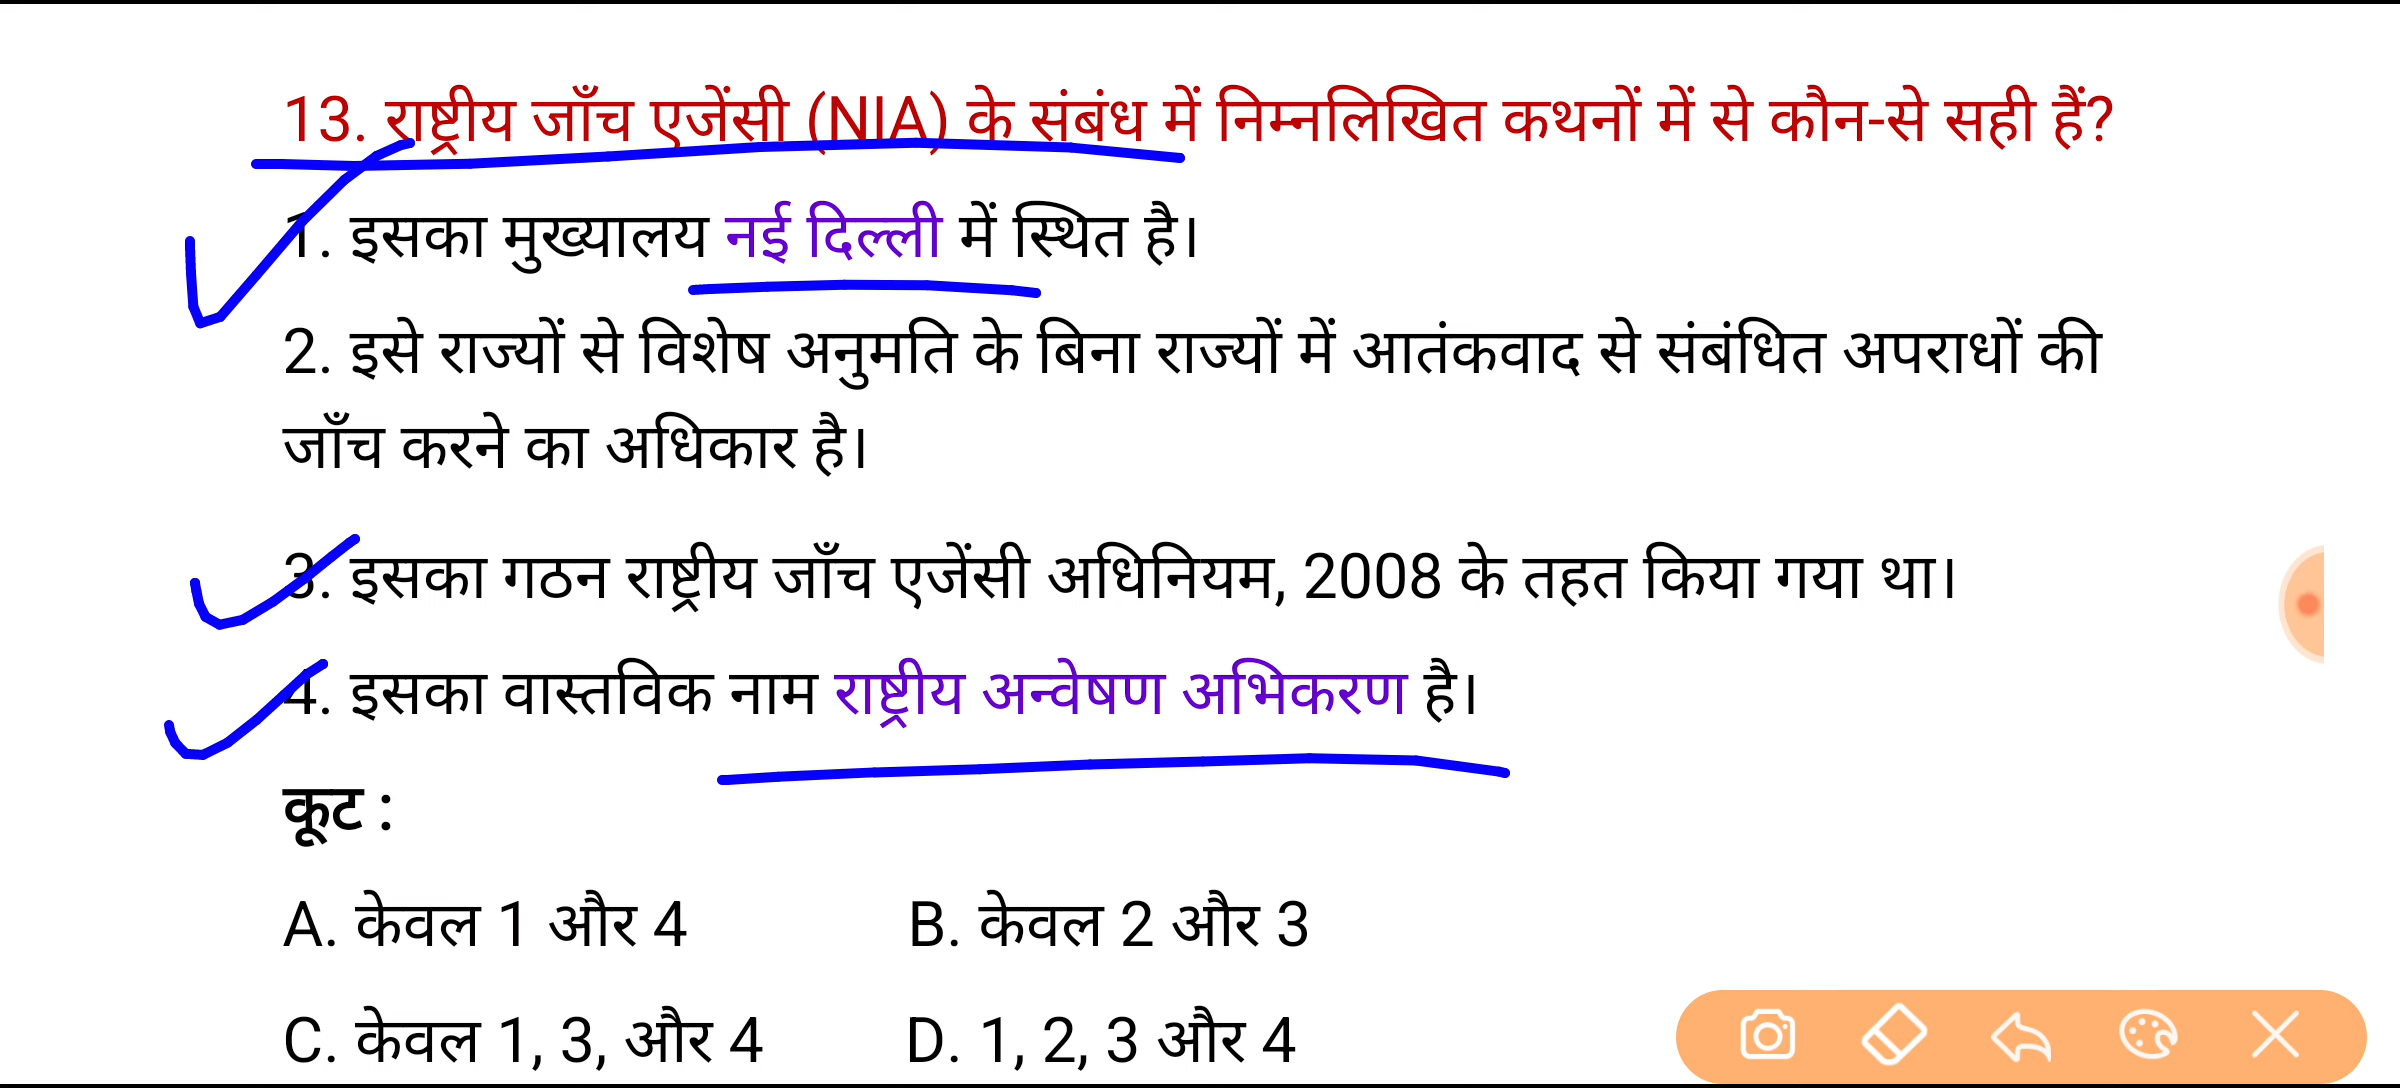 13. राष्ट्रीय जाँच एजेंसी (NIA) के संबंध में निम्नलिखित कथनों में से कौन-से सही हैं?
1. इसका मुख्यालय नई दिल्ली में स्थित है।
2. इसे राज्यों से विशेष अनुमति के बिना राज्यों में आतंकवाद से संबंधित अपराधों की
जाँच करने का अधिकार है।
3. इसका गठन राष्ट्रीय जाँच एजेंसी अधिनियम, 2008 के तहत किया गया था।
4. इसका वास्तविक नाम राष्ट्रीय अन्वेषण अभिकरण है।
कूट :
A. केवल 1 और 4 B. केवल 2 और 3
C. केवल 1, 3, और 4 D. 1, 2, 3 और 4